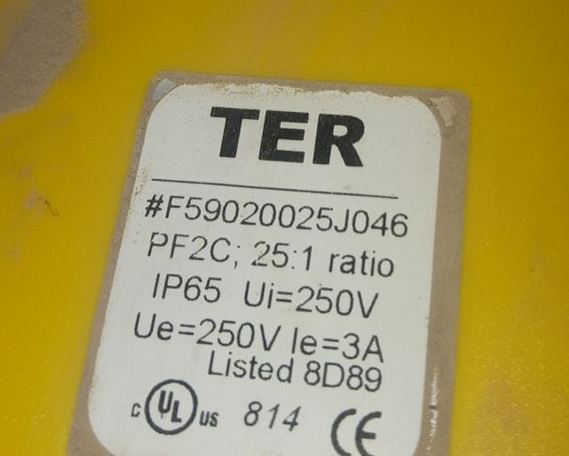 TER
#F59020025J046
PF2C; 25:1 ratio
IP65 Ui=250V
Ue=250V Ie=3A
Listed 8D89
c UL us 814 CE